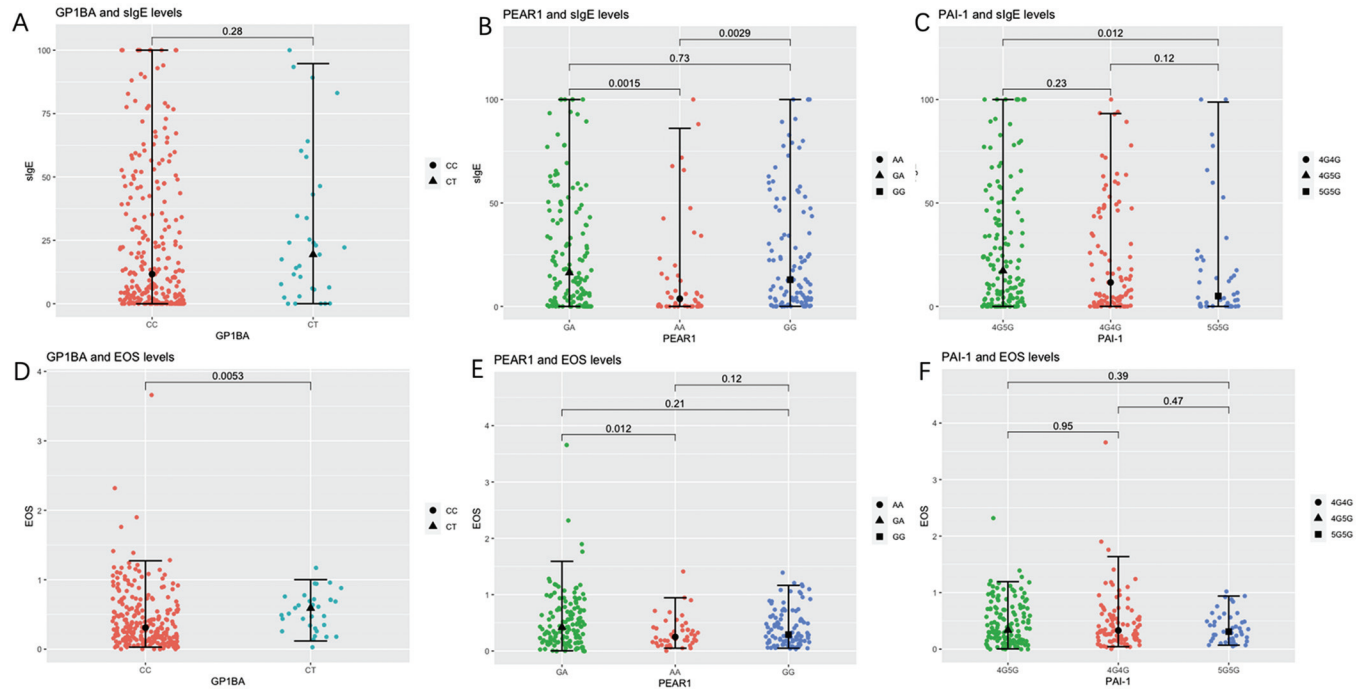 A
GP1BA and sIgE levels
0.28
100
75
50
25
0
sIgE
CC
CT
GP1BA
CC
CT
B
PEAR1 and sIgE levels
0.0029
0.73
0.0015
100
50
0
sIgE
GA
AA
GG
PEAR1
AA
GA
GG
C
PAI-1 and sIgE levels
0.012
0.12
0.23
100
50
0
4G5G
4G4G
5G5G
PAI-1
4G4G
4G5G
5G5G
D
GP1BA and EOS levels
0.0053
4
3
2
1
0
EOS
CC
CT
GP1BA
CC
CT
E
PEAR1 and EOS levels
0.12
0.21
0.012
4
3
2
1
0
EOS
GA
AA
GG
PEAR1
AA
GA
GG
F
PAI-1 and EOS levels
0.39
0.47
0.95
4
3
2
1
0
EOS
4G5G
4G4G
5G5G
PAI-1
4G4G
4G5G
5G5G